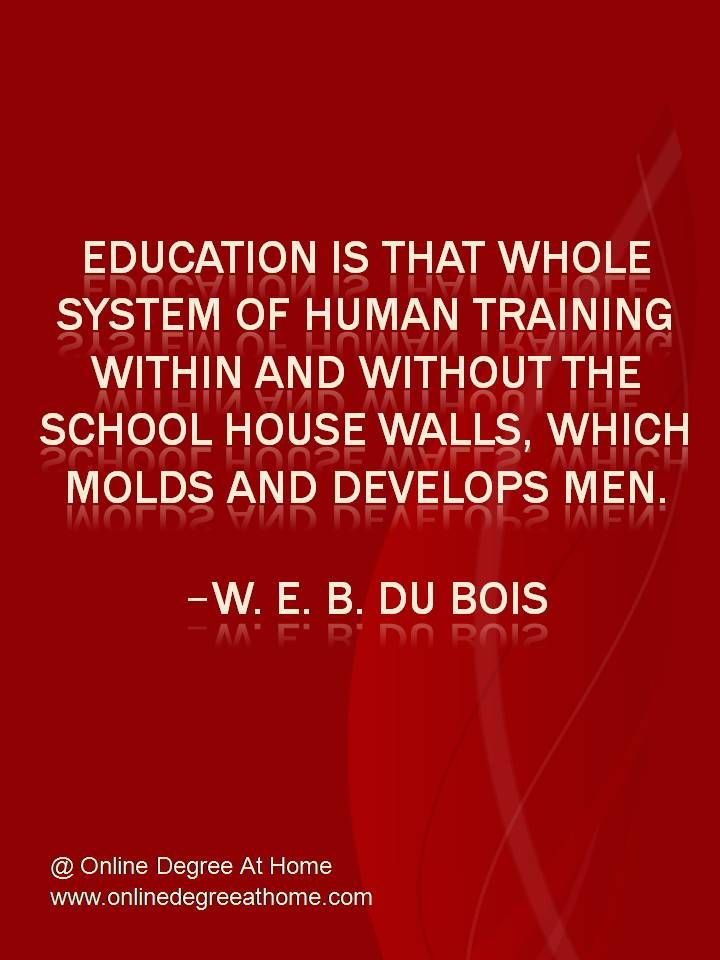 EDUCATION IS THAT WHOLE
SYSTEM OF HUMAN TRAINING
WITHIN AND WITHOUT THE
SCHOOL HOUSE WALLS, WHICH
MOLDS AND DEVELOPS MEN.
–W. E. B. DU BOIS
@ Online Degree At Home
www.onlinedegreeathome.com